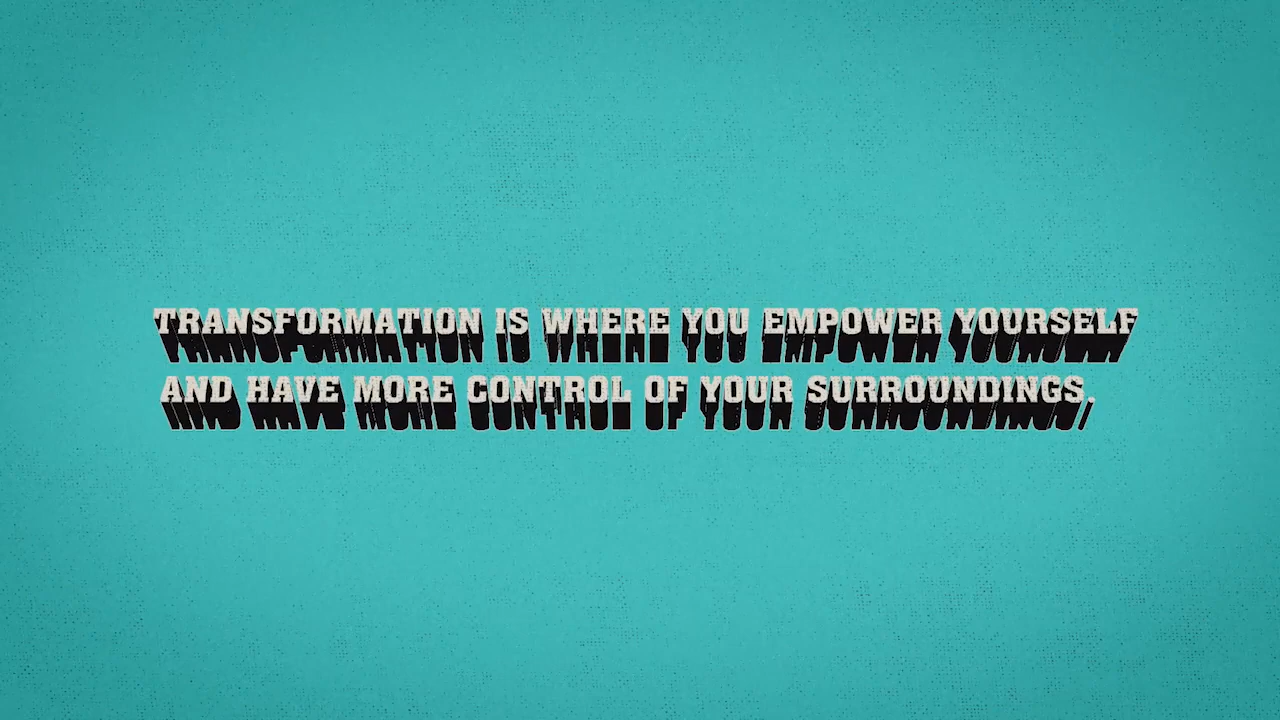 TRANSFORMATION IS WHERE YOU EMPOWER YOURSELF
AND HAVE MORE CONTROL OF YOUR SURROUNDINGS.